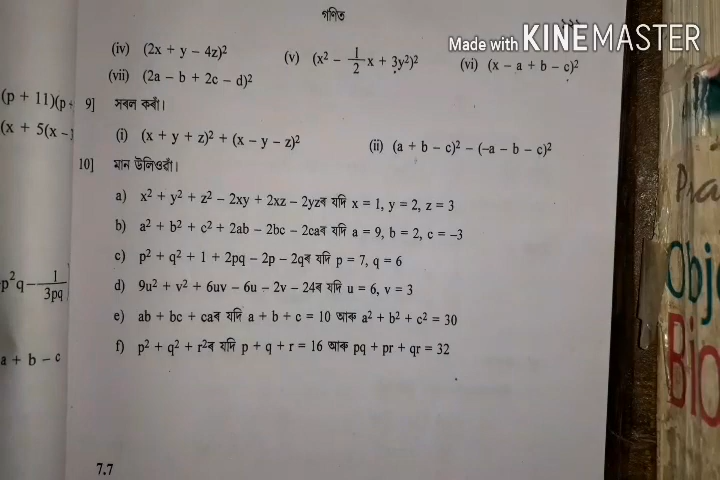 গণিত
Made with KINEMASTER
(iv) (2x + y – 4z)²
(v) (x² – 1/2 x + 3y²)²
(vi) (x – a + b – c)²
(vii) (2a – b + 2c – d)²
9] সৰল কৰাঁ।
(i) (x + y + z)² + (x – y – z)²
(ii) (a + b – c)² – (–a – b – c)²
10] মান উলিওৱাঁ।
a) x² + y² + z² – 2xy + 2xz – 2yzৰ যদি x = 1, y = 2, z = 3
b) a² + b² + c² + 2ab – 2bc – 2caৰ যদি a = 9, b = 2, c = –3
c) p² + q² + 1 + 2pq – 2p – 2qৰ যদি p = 7, q = 6
d) 9u² + v² + 6uv – 6u – 2v – 24ৰ যদি u = 6, v = 3
e) ab + bc + caৰ যদি a + b + c = 10 আৰু a² + b² + c² = 30
f) p² + q² + r²ৰ যদি p + q + r = 16 আৰু pq + pr + qr = 32
7.7
(p + 11)(p +
(x + 5(x –
p²q – 1/3pq
a + b – c
Obj
Bio